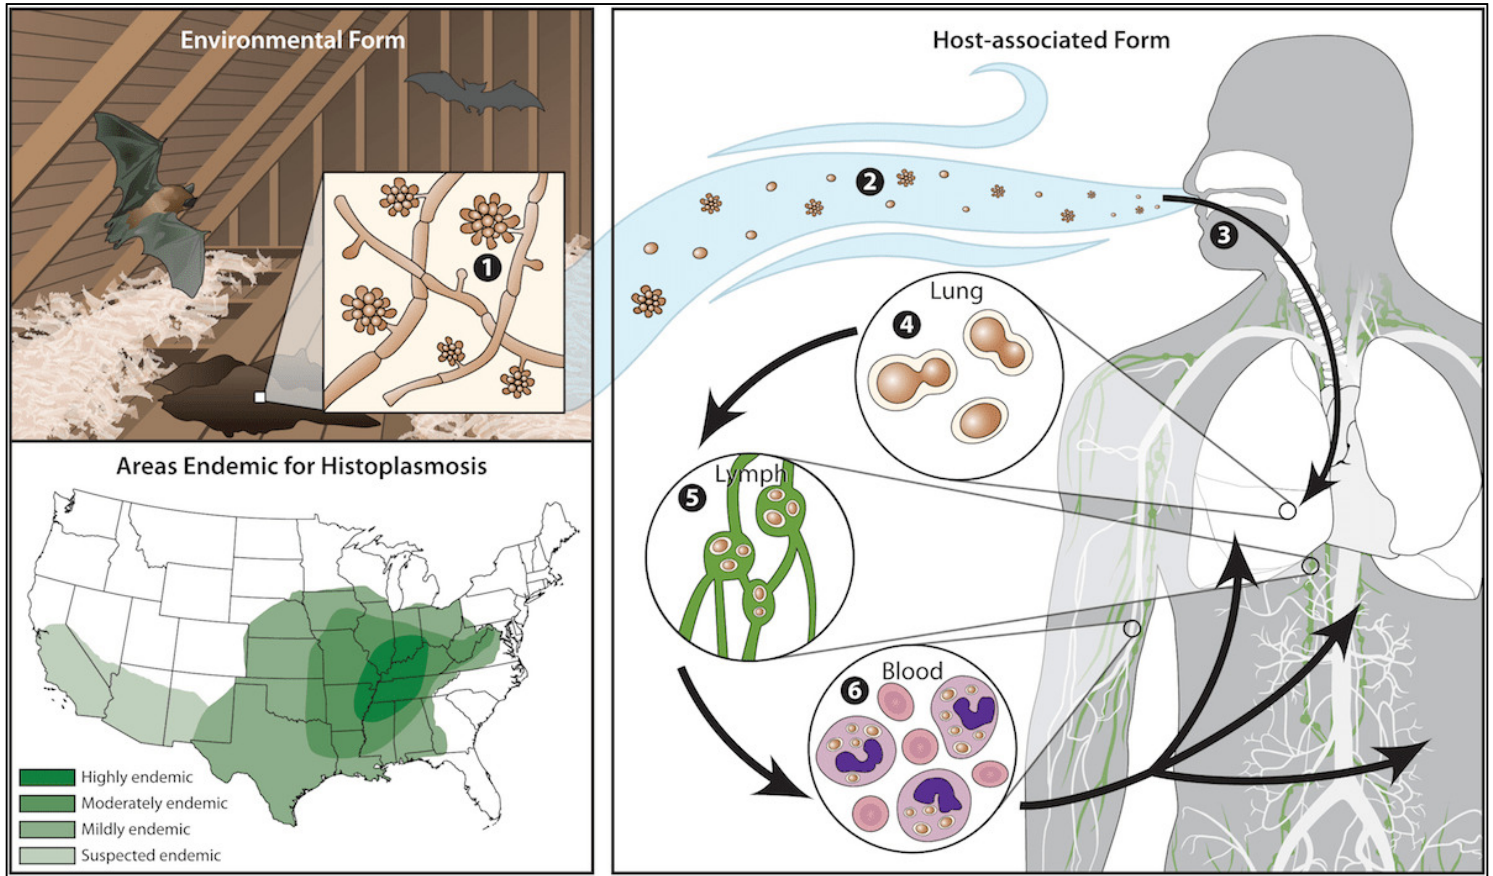 Environmental Form
1
Areas Endemic for Histoplasmosis
Highly endemic
Moderately endemic
Mildly endemic
Suspected endemic
Host-associated Form
2
3
Lung
4
Lymph
5
Blood
6